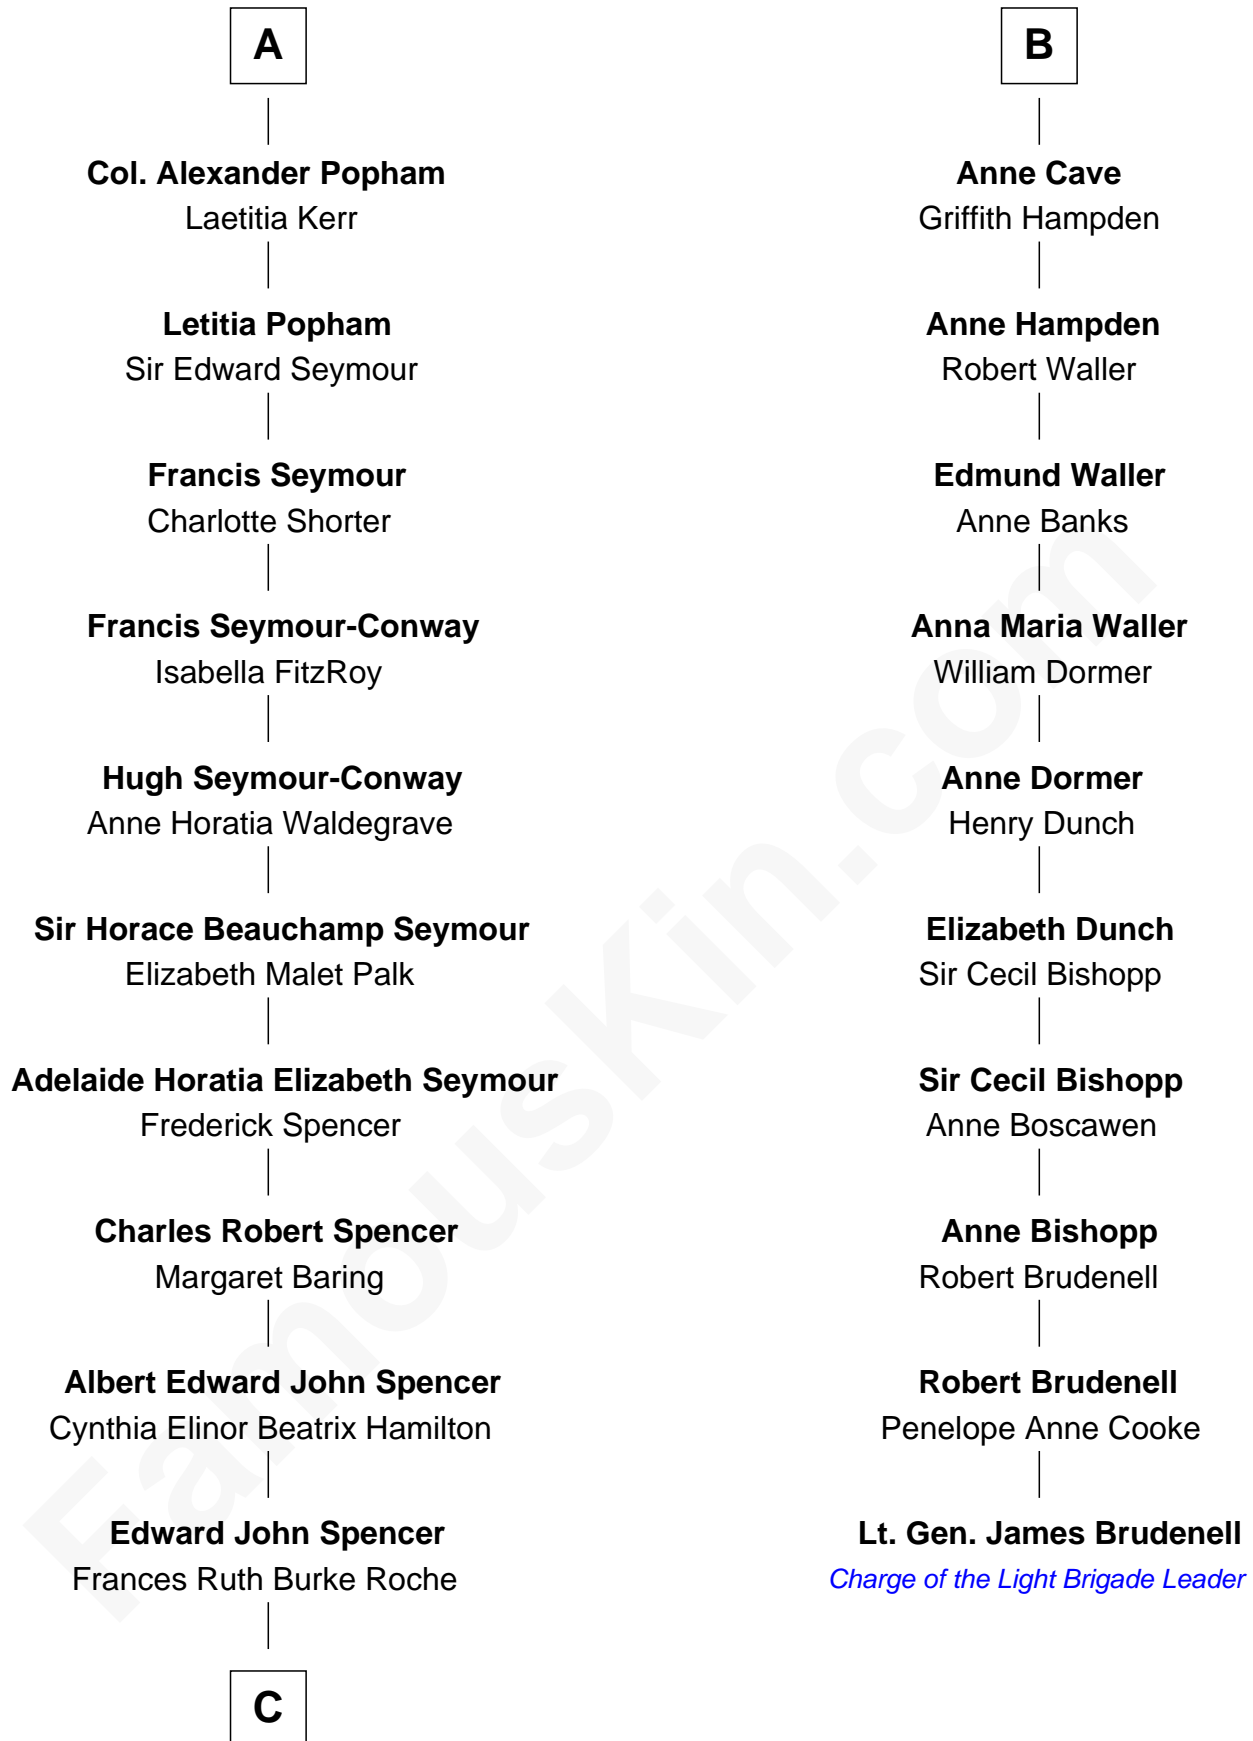 A
Col. Alexander Popham
Laetitia Kerr
Letitia Popham
Sir Edward Seymour
Francis Seymour
Charlotte Shorter
Francis Seymour-Conway
Isabella FitzRoy
Hugh Seymour-Conway
Anne Horatia Waldegrave
Sir Horace Beauchamp Seymour
Elizabeth Malet Palk
Adelaide Horatia Elizabeth Seymour
Frederick Spencer
Charles Robert Spencer
Margaret Baring
Albert Edward John Spencer
Cynthia Elinor Beatrix Hamilton
Edward John Spencer
Frances Ruth Burke Roche
C
B
Anne Cave
Griffith Hampden
Anne Hampden
Robert Waller
Edmund Waller
Anne Banks
Anna Maria Waller
William Dormer
Anne Dormer
Henry Dunch
Elizabeth Dunch
Sir Cecil Bishopp
Sir Cecil Bishopp
Anne Boscawen
Anne Bishopp
Robert Brudenell
Robert Brudenell
Penelope Anne Cooke
Lt. Gen. James Brudenell
Charge of the Light Brigade Leader
FamousKin.com